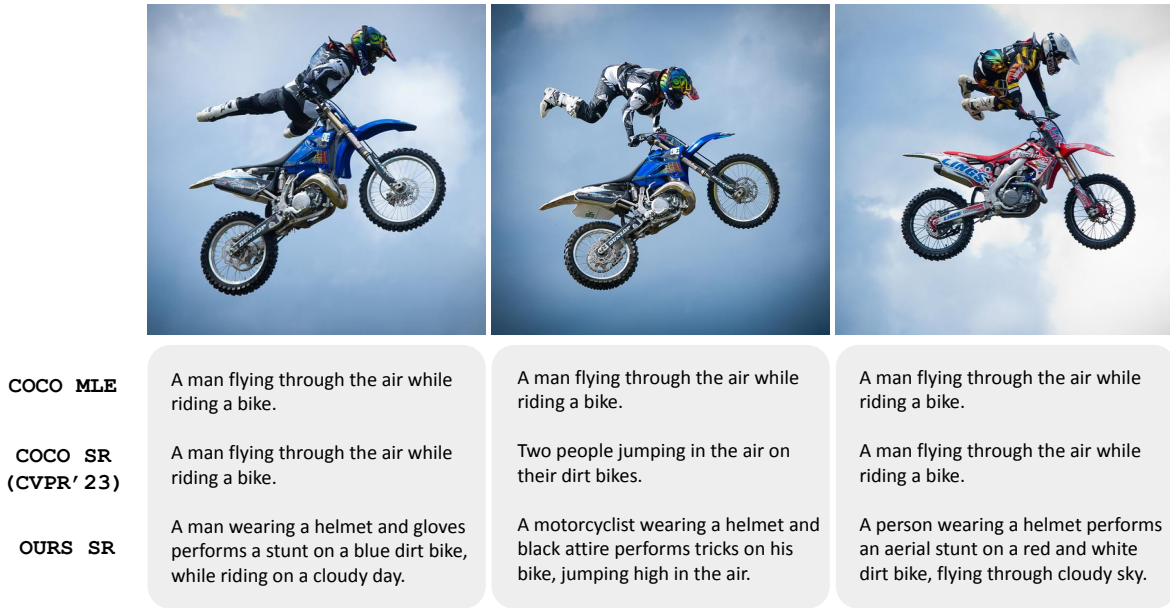 DUNLOP
DUNLOP
LINGS
COCO MLE
A man flying through the air while
riding a bike.
A man flying through the air while
riding a bike.
A man flying through the air while
riding a bike.
COCO SR
(CVPR'23)
A man flying through the air while
riding a bike.
Two people jumping in the air on
their dirt bikes.
A man flying through the air while
riding a bike.
OURS SR
A man wearing a helmet and gloves
performs a stunt on a blue dirt bike,
while riding on a cloudy day.
A motorcyclist wearing a helmet and
black attire performs tricks on his
bike, jumping high in the air.
A person wearing a helmet performs
an aerial stunt on a red and white
dirt bike, flying through cloudy sky.